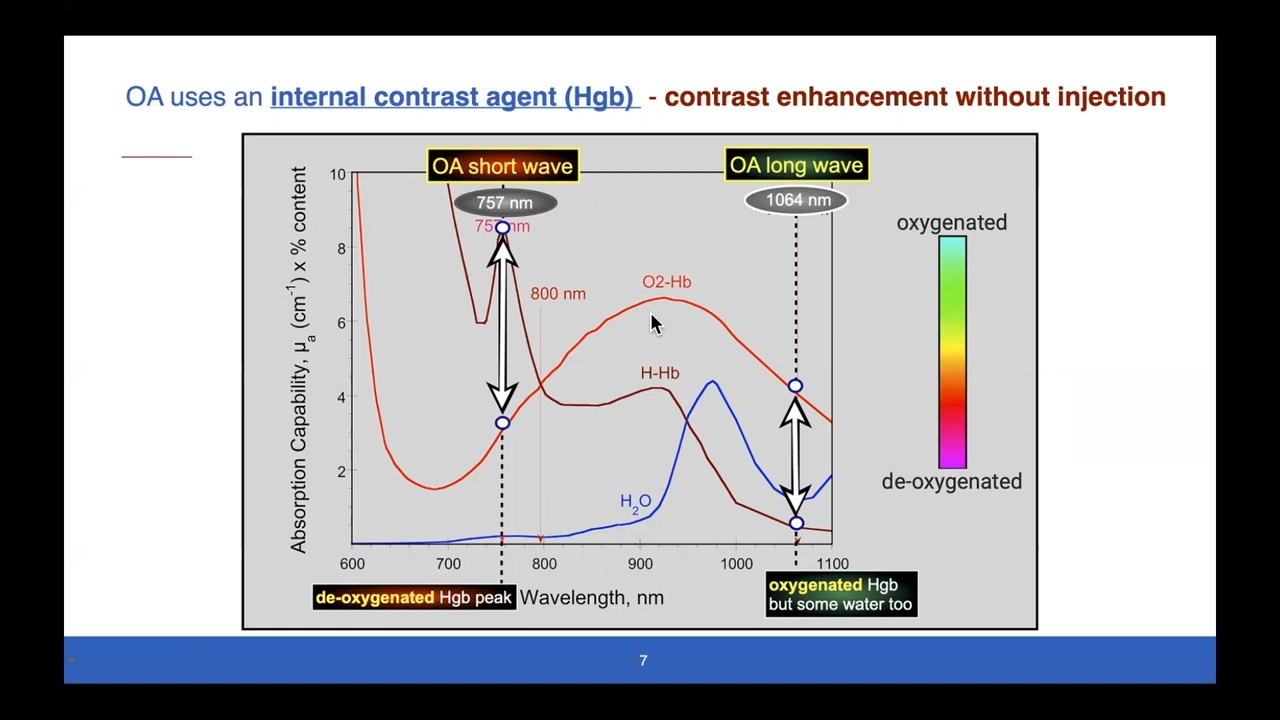 OA uses an internal contrast agent (Hgb) - contrast enhancement without injection
OA short wave
OA long wave
757 nm
1064 nm
757 nm
oxygenated
de-oxygenated
800 nm
O2-Hb
H-Hb
H2O
Absorption Capability, μa (cm-1) x % content
10
8
6
4
2
600
700
800
900
1000
1100
de-oxygenated Hgb peak
Wavelength, nm
oxygenated Hgb
but some water too
7